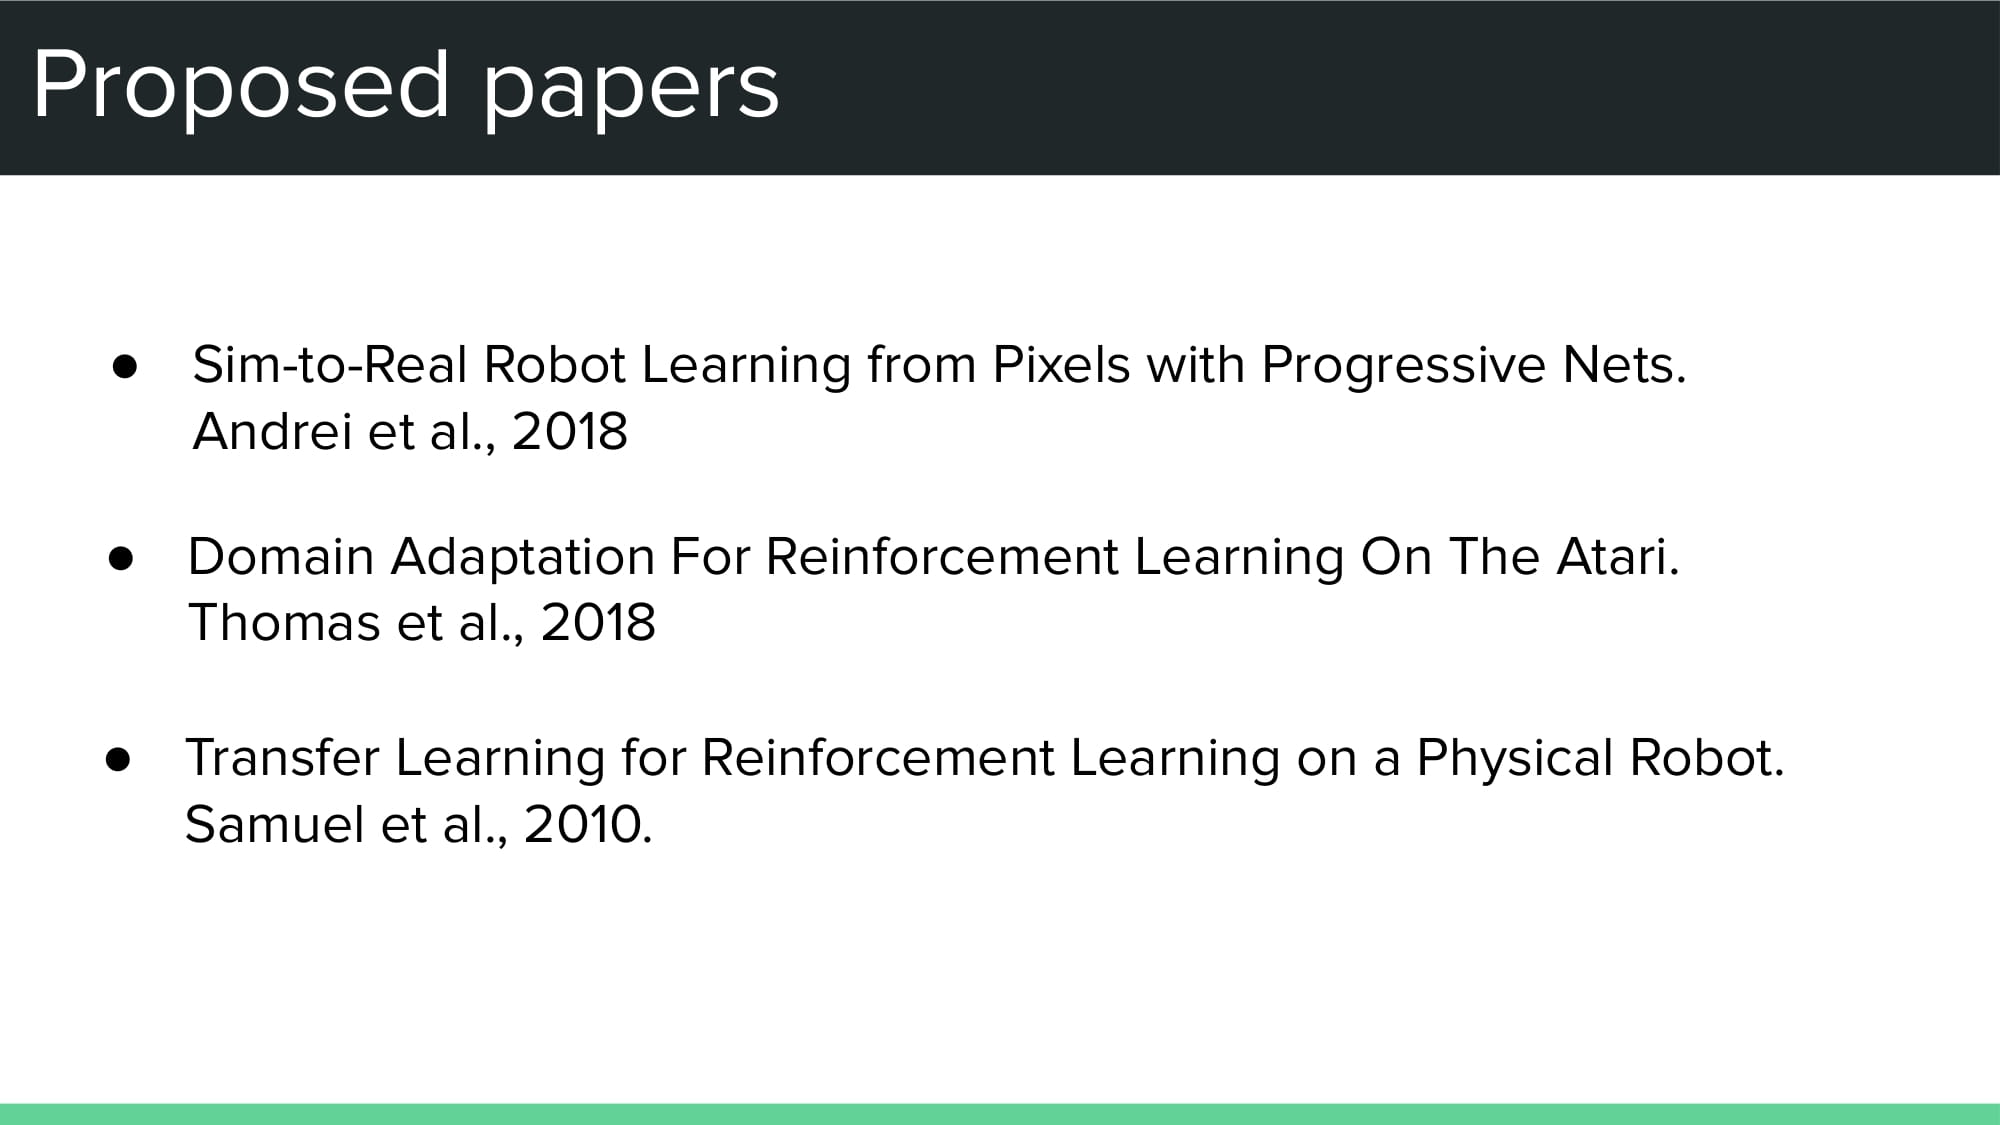 Proposed papers
● Sim-to-Real Robot Learning from Pixels with Progressive Nets.
Andrei et al., 2018
● Domain Adaptation For Reinforcement Learning On The Atari.
Thomas et al., 2018
● Transfer Learning for Reinforcement Learning on a Physical Robot.
Samuel et al., 2010.